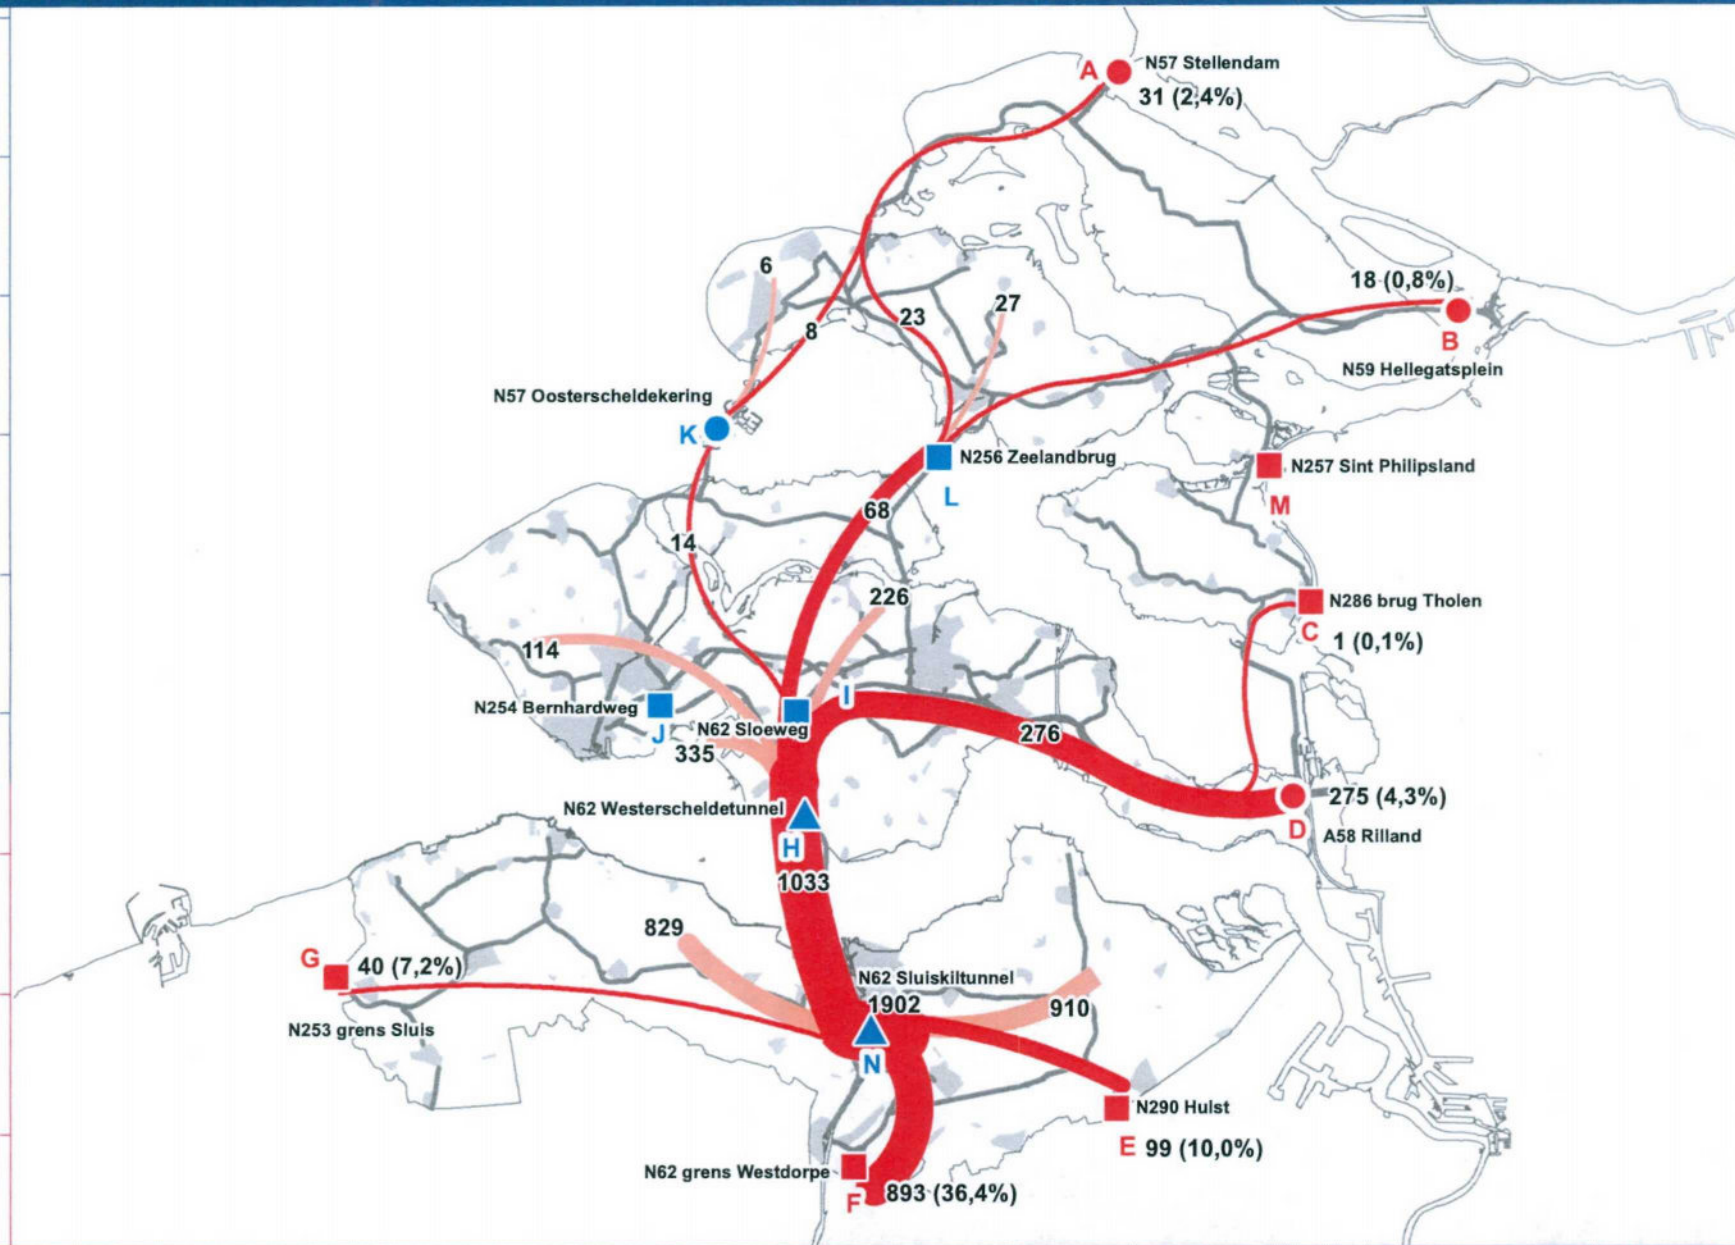 A
N57 Stellendam
31 (2,4%)
6
18 (0,8%)
27
23
8
B
N59 Hellegatsplein
N57 Oosterscheldekering
K
N256 Zeelandbrug
N257 Sint Philipsland
L
M
68
14
226
N286 brug Tholen
C
1 (0,1%)
114
I
N254 Bernhardweg
J
N62 Sloeweg
276
335
275 (4,3%)
D
A58 Rilland
N62 Westerscheldetunnel
H
1033
829
G
40 (7,2%)
N62 Sluiskiltunnel
1902
910
N253 grens Sluis
N
N290 Hulst
E
99 (10,0%)
N62 grens Westdorpe
F
893 (36,4%)